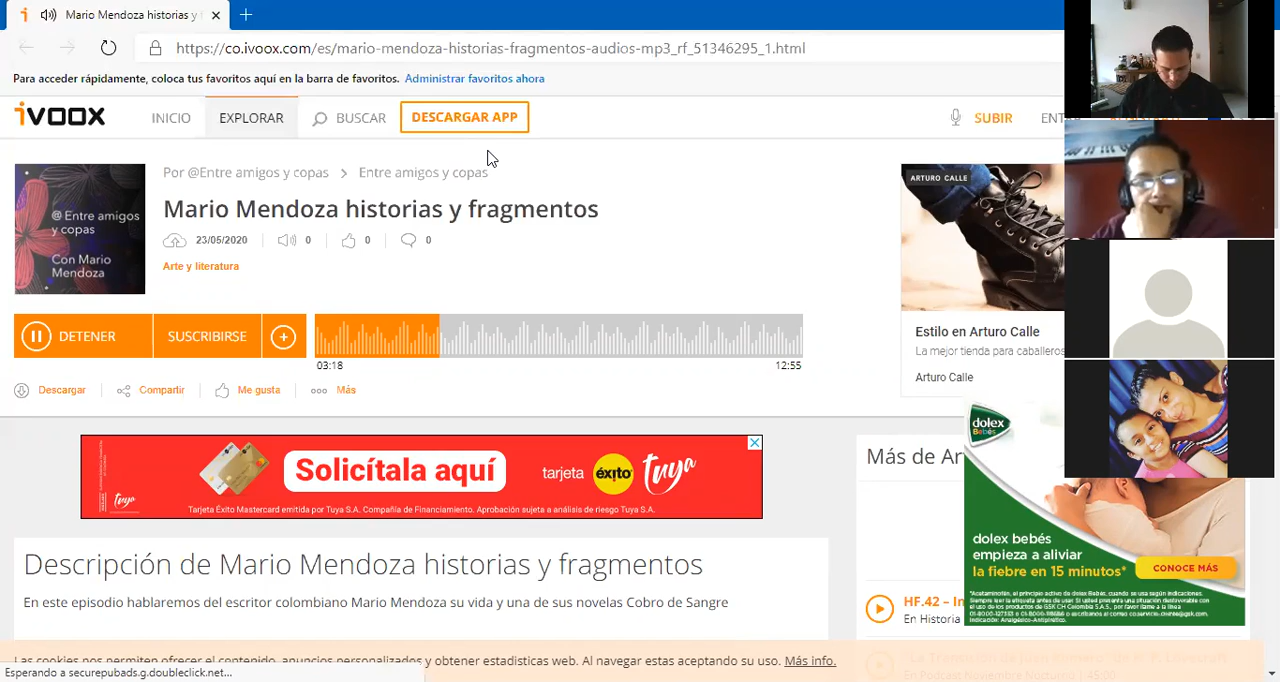 Mario Mendoza historias y
https://co.ivoox.com/es/mario-mendoza-historias-fragmentos-audios-mp3_rf_51346295_1.html
Para acceder rápidamente, coloca tus favoritos aquí en la barra de favoritos. Administrar favoritos ahora
ivoox INICIO EXPLORAR BUSCAR DESCARGAR APP SUBIR
Por @Entre amigos y copas > Entre amigos y copas
Mario Mendoza historias y fragmentos
23/05/2020 0 0 0
Arte y literatura
@ Entre amigos
y copas
Con Mario
Mendoza
DETENER SUSCRIBIRSE
03:18 12:55
Descargar Compartir Me gusta Más
ARTURO CALLE
Estilo en Arturo Calle
La mejor tienda para caballeros
Arturo Calle
Solicítala aquí
tarjeta éxito tuya
tuya
Tarjeta Éxito Mastercard emitida por Tuya S.A. Compañía de Financiamiento. Aprobación sujeta a análisis de riesgo Tuya S.A.
Descripción de Mario Mendoza historias y fragmentos
En este episodio hablaremos del escritor colombiano Mario Mendoza su vida y una de sus novelas Cobro de Sangre
Más de Ar
dolex
Bebés
dolex bebés
empieza a aliviar
la fiebre en 15 minutos*
CONOCE MÁS
HF.42 – In
En Historia
Las cookies nos permiten ofrecer el contenido, anuncios personalizados y obtener estadisticas web. Al navegar estas aceptando su uso. Más info.
Esperando a securepubads.g.doubleclick.net...